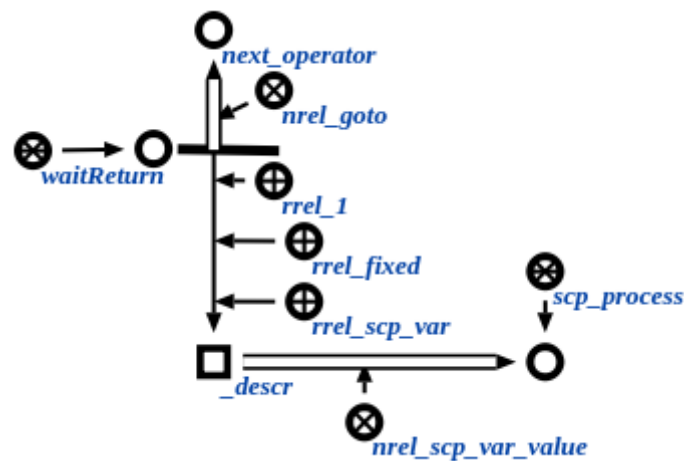 next_operator
nrel_goto
waitReturn
rrel_1
rrel_fixed
scp_process
rrel_scp_var
_descr
nrel_scp_var_value